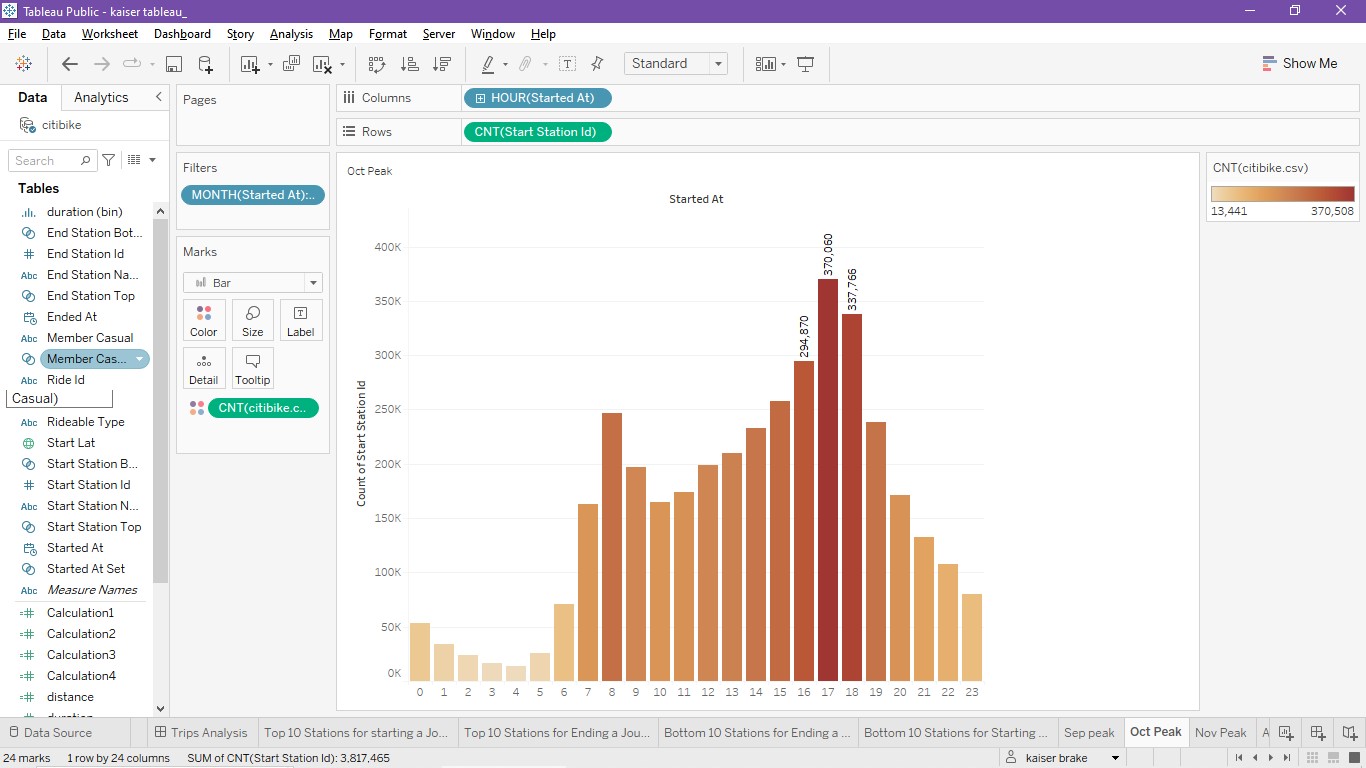 Tableau Public - kaiser tableau_
File Data Worksheet Dashboard Story Analysis Map Format Server Window Help
Standard
Show Me
Data Analytics
citibike
Search
Tables
duration (bin)
End Station Bot...
End Station Id
End Station Na...
End Station Top
Ended At
Member Casual
Member Cas...
Ride Id
Casual)
Rideable Type
Start Lat
Start Station B...
Start Station Id
Start Station N...
Start Station Top
Started At
Started At Set
Measure Names
Calculation1
Calculation2
Calculation3
Calculation4
distance
duration
Pages
Filters
MONTH(Started At):..
Marks
Bar
Color Size Label
Detail Tooltip
CNT(citibike.c..
Columns HOUR(Started At)
Rows CNT(Start Station Id)
Oct Peak
Started At
Count of Start Station Id
400K
350K
300K
250K
200K
150K
100K
50K
0K
294,870
370,060
337,766
0 1 2 3 4 5 6 7 8 9 10 11 12 13 14 15 16 17 18 19 20 21 22 23
CNT(citibike.csv)
13,441 370,508
Data Source Trips Analysis Top 10 Stations for starting a Jo... Top 10 Stations for Ending a Jou... Bottom 10 Stations for Ending a ... Bottom 10 Stations for Starting ... Sep peak Oct Peak Nov Peak A
24 marks 1 row by 24 columns SUM of CNT(Start Station Id): 3,817,465 kaiser brake